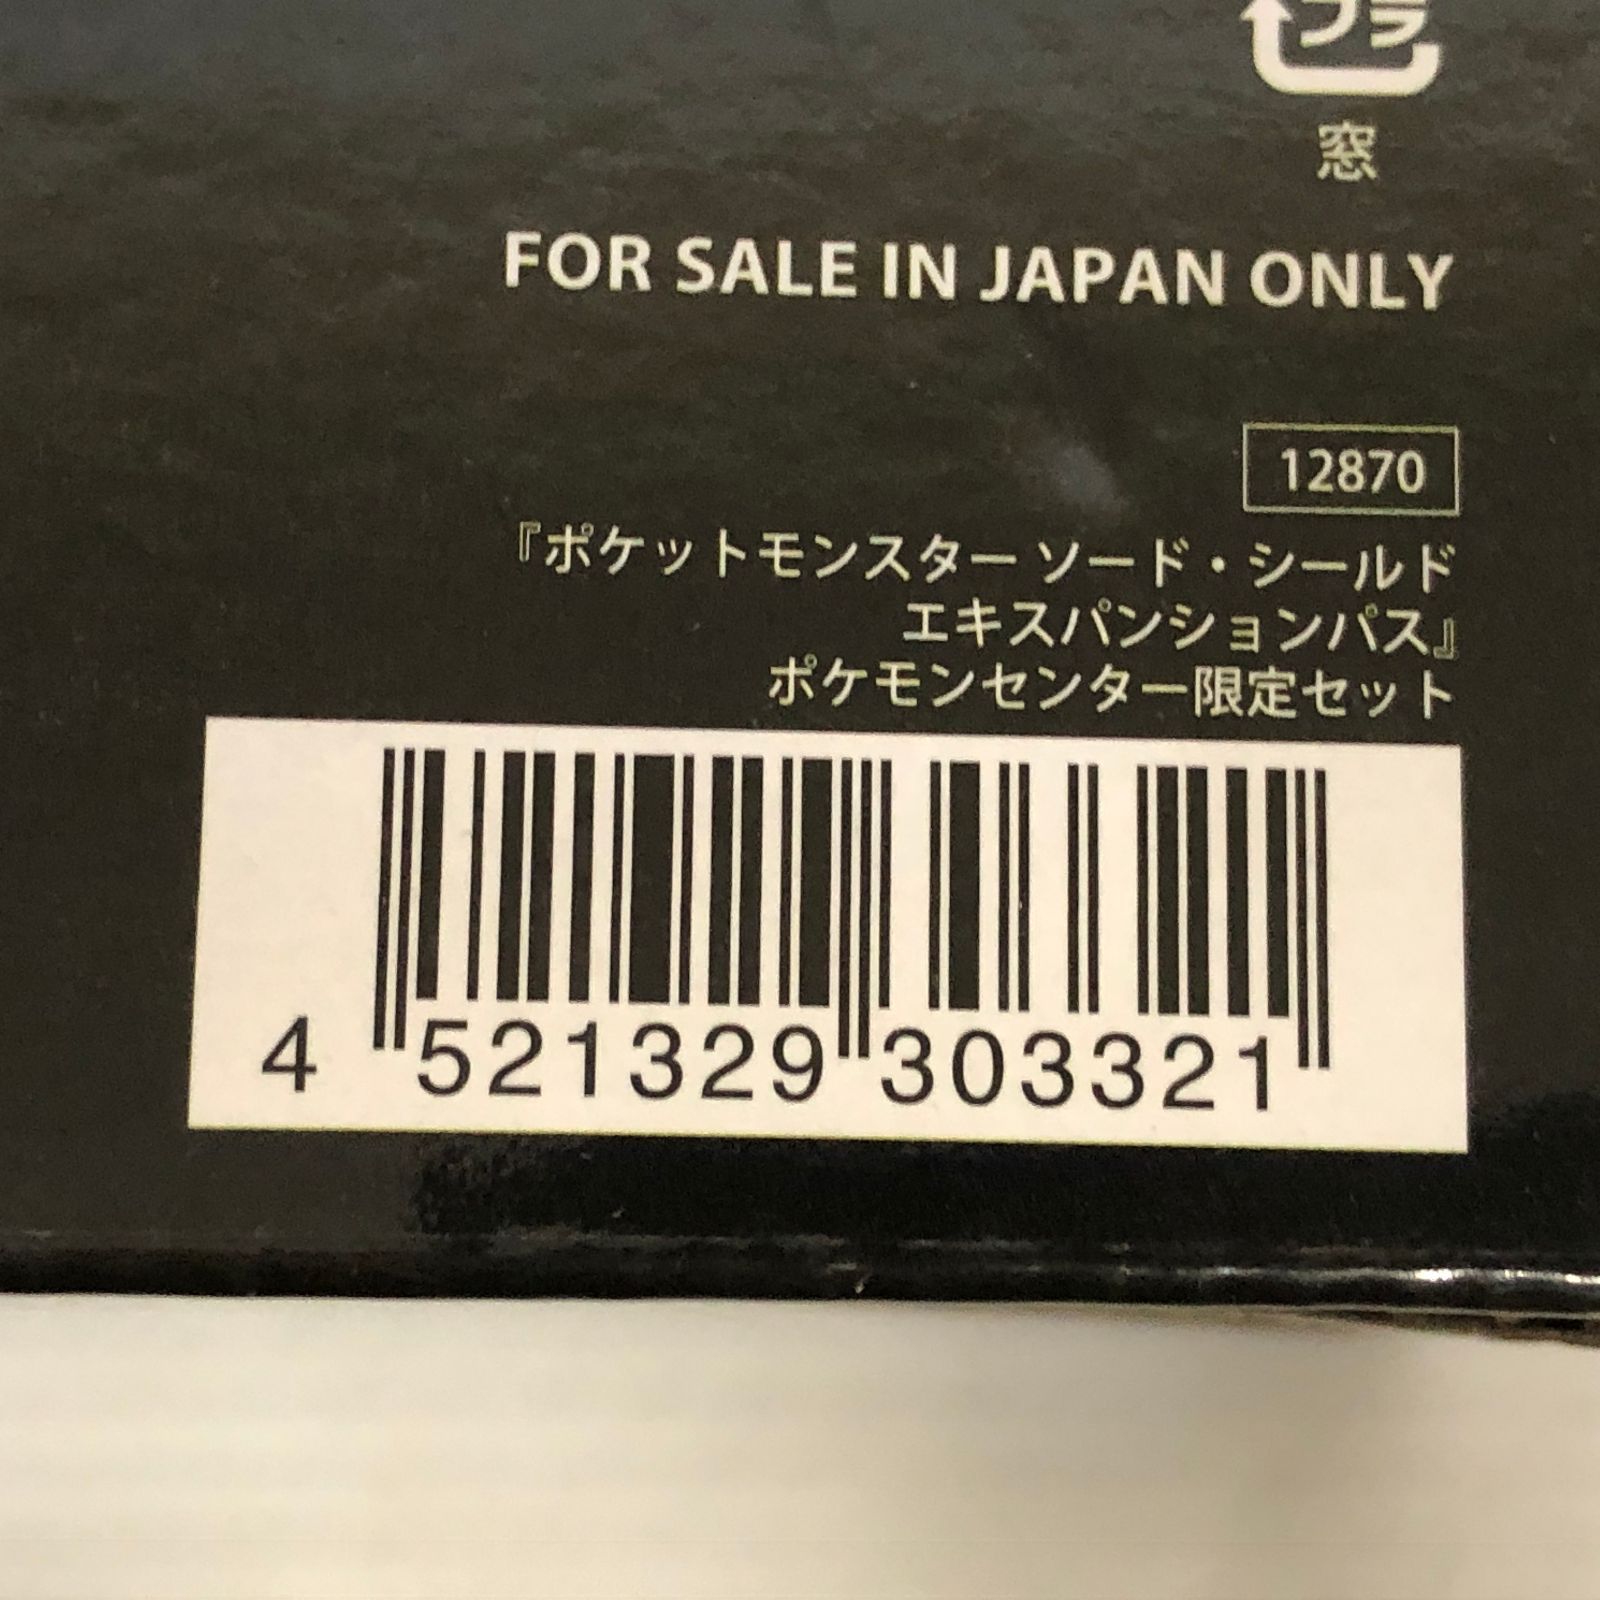 プラ
窓
FOR SALE IN JAPAN ONLY
12870
『ポケットモンスター ソード・シールド
エキスパンションパス』
ポケモンセンター限定セット
4 521329 303321